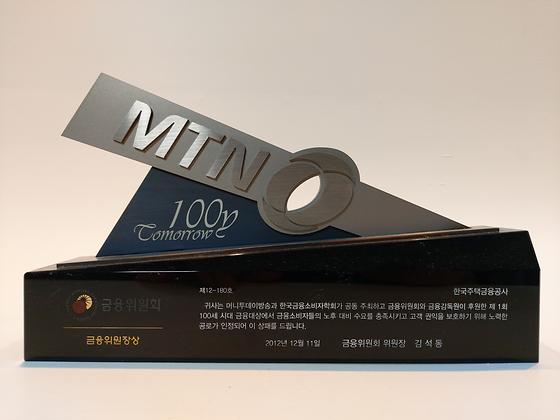 MTN
100y
Tomorrow
금융위원회
금융위원장상
제12-180호
한국주택금융공사
귀사는 머니투데이방송과 한국금융소비자학회가 공동 주최하고 금융위원회와 금융감독원이 후원한 제 1회
100세 시대 금융대상에서 금융소비자들의 노후 대비 수요를 충족시키고 고객 권익을 보호하기 위해 노력한
공로가 인정되어 이 상패를 드립니다.
2012년 12월 11일 금융위원회 위원장 김 석 동